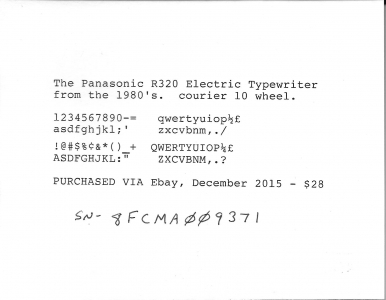 The Panasonic R320 Electric Typewriter
from the 1980's.  courier 10 wheel.
1234567890-=   qwertyuiop½£
asdfghjkl;'    zxcvbnm,./
!@#$%¢&*()_+   QWERTYUIOP¼£
ASDFGHJKL:"    ZXCVBNM,.?
PURCHASED VIA Ebay, December 2015 - $28
SN- 8FCMA009371